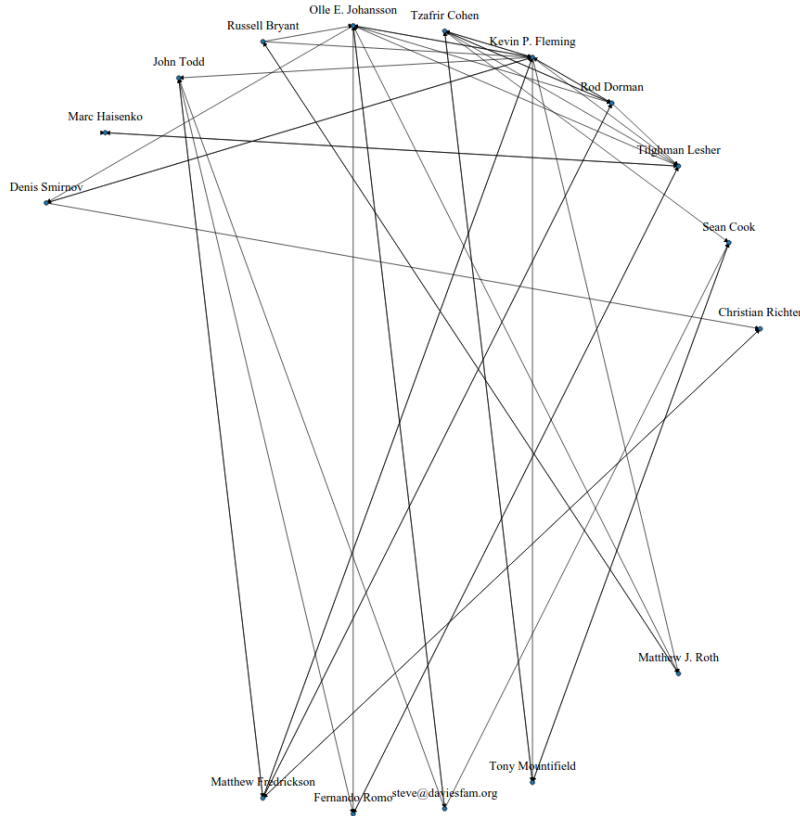 Olle E. Johansson
Tzafrir Cohen
Russell Bryant
Kevin P. Fleming
John Todd
Rod Dorman
Marc Haisenko
Tilghman Lesher
Denis Smirnov
Sean Cook
Christian Richter
Matthew J. Roth
Tony Mountifield
Matthew Fredrickson
steve@daviesfam.org
Fernando Romo